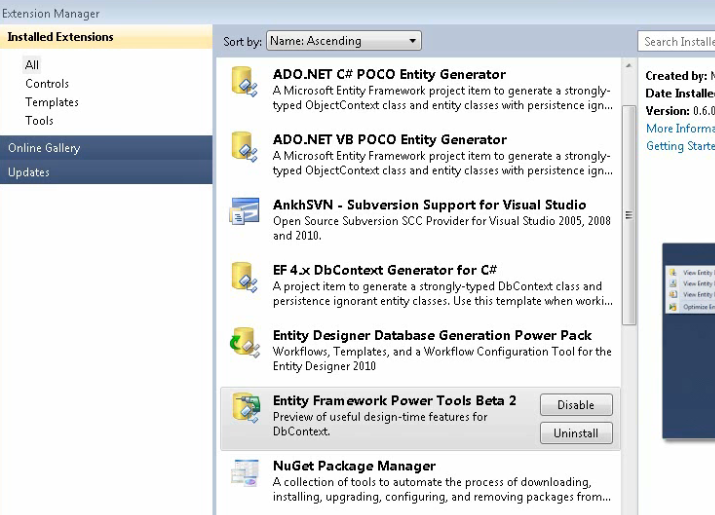 Extension Manager
Installed Extensions
All
Controls
Templates
Tools
Online Gallery
Updates
Sort by: Name: Ascending
ADO.NET C# POCO Entity Generator
A Microsoft Entity Framework project item to generate a strongly-
typed ObjectContext class and entity classes with persistence ign...
ADO.NET VB POCO Entity Generator
A Microsoft Entity Framework project item to generate a strongly-
typed ObjectContext class and entity classes with persistence ign...
AnkhSVN - Subversion Support for Visual Studio
Open Source Subversion SCC Provider for Visual Studio 2005, 2008
and 2010.
EF 4.x DbContext Generator for C#
A project item to generate a strongly-typed DbContext class and
persistence ignorant entity classes. Use this template when worki...
Entity Designer Database Generation Power Pack
Workflows, Templates, and a Workflow Configuration Tool for the
Entity Designer 2010
Entity Framework Power Tools Beta 2
Preview of useful design-time features for
DbContext.
Disable
Uninstall
NuGet Package Manager
A collection of tools to automate the process of downloading,
installing, upgrading, configuring, and removing packages from...
Search Installe
Created by: M
Date Installe
Version: 0.6.0
More Informa
Getting Starte
View Entity
View Entity
View Entity
Optimize En